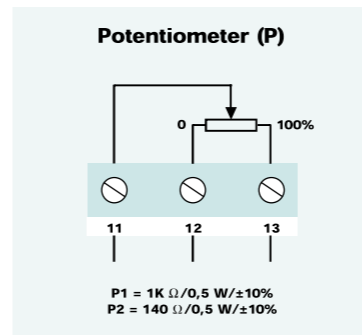 Potentiometer (P)
0 100%
11 12 13
P1 = 1K Ω/0,5 W/±10%
P2 = 140 Ω/0,5 W/±10%